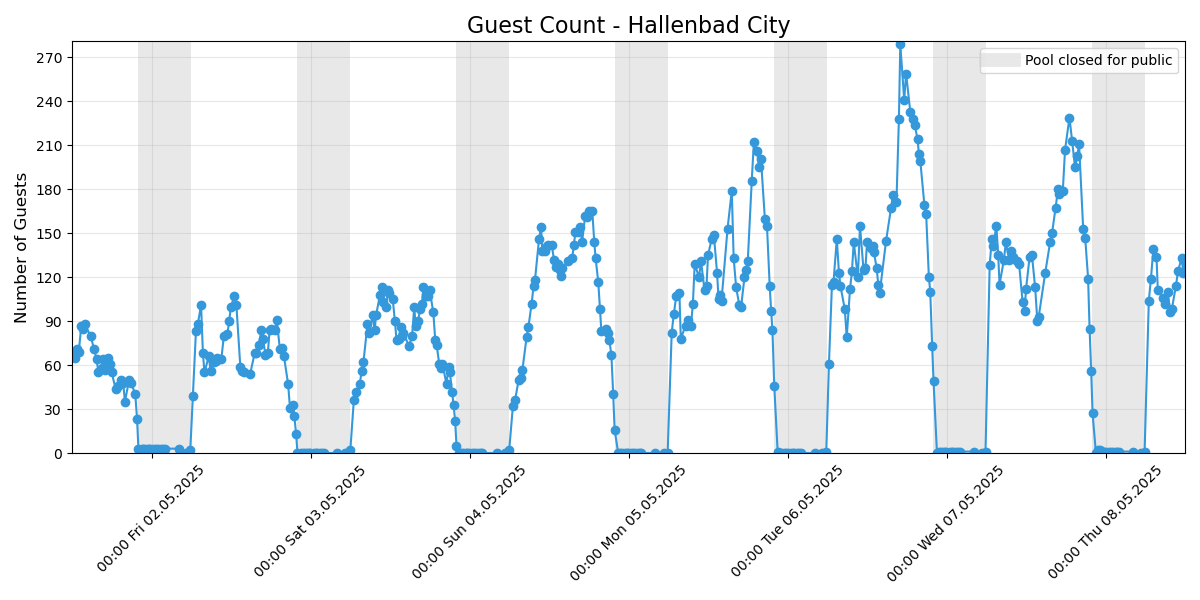 Guest Count - Hallenbad City
Pool closed for public
Number of Guests
270
240
210
180
150
120
90
60
30
0
00:00 Fri 02.05.2025
00:00 Sat 03.05.2025
00:00 Sun 04.05.2025
00:00 Mon 05.05.2025
00:00 Tue 06.05.2025
00:00 Wed 07.05.2025
00:00 Thu 08.05.2025